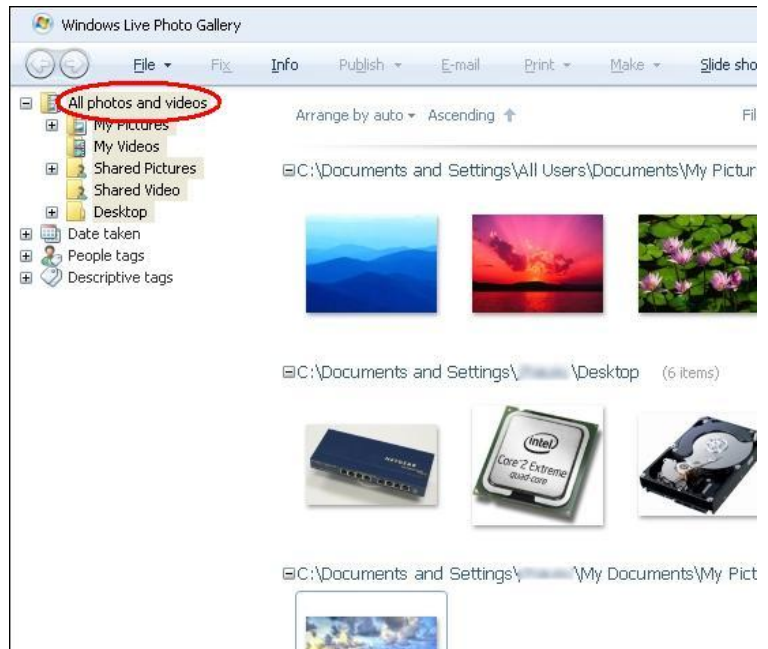 Windows Live Photo Gallery
File Fix Info Publish E-mail Print Make Slide sho
All photos and videos
My Pictures
My Videos
Shared Pictures
Shared Video
Desktop
Date taken
People tags
Descriptive tags
Arrange by auto Ascending Fil
C:\Documents and Settings\All Users\Documents\My Pictur
C:\Documents and Settings\ \Desktop (6 items)
NETGEAR
intel
Core 2 Extreme
quad-core
C:\Documents and Settings\ \My Documents\My Pict